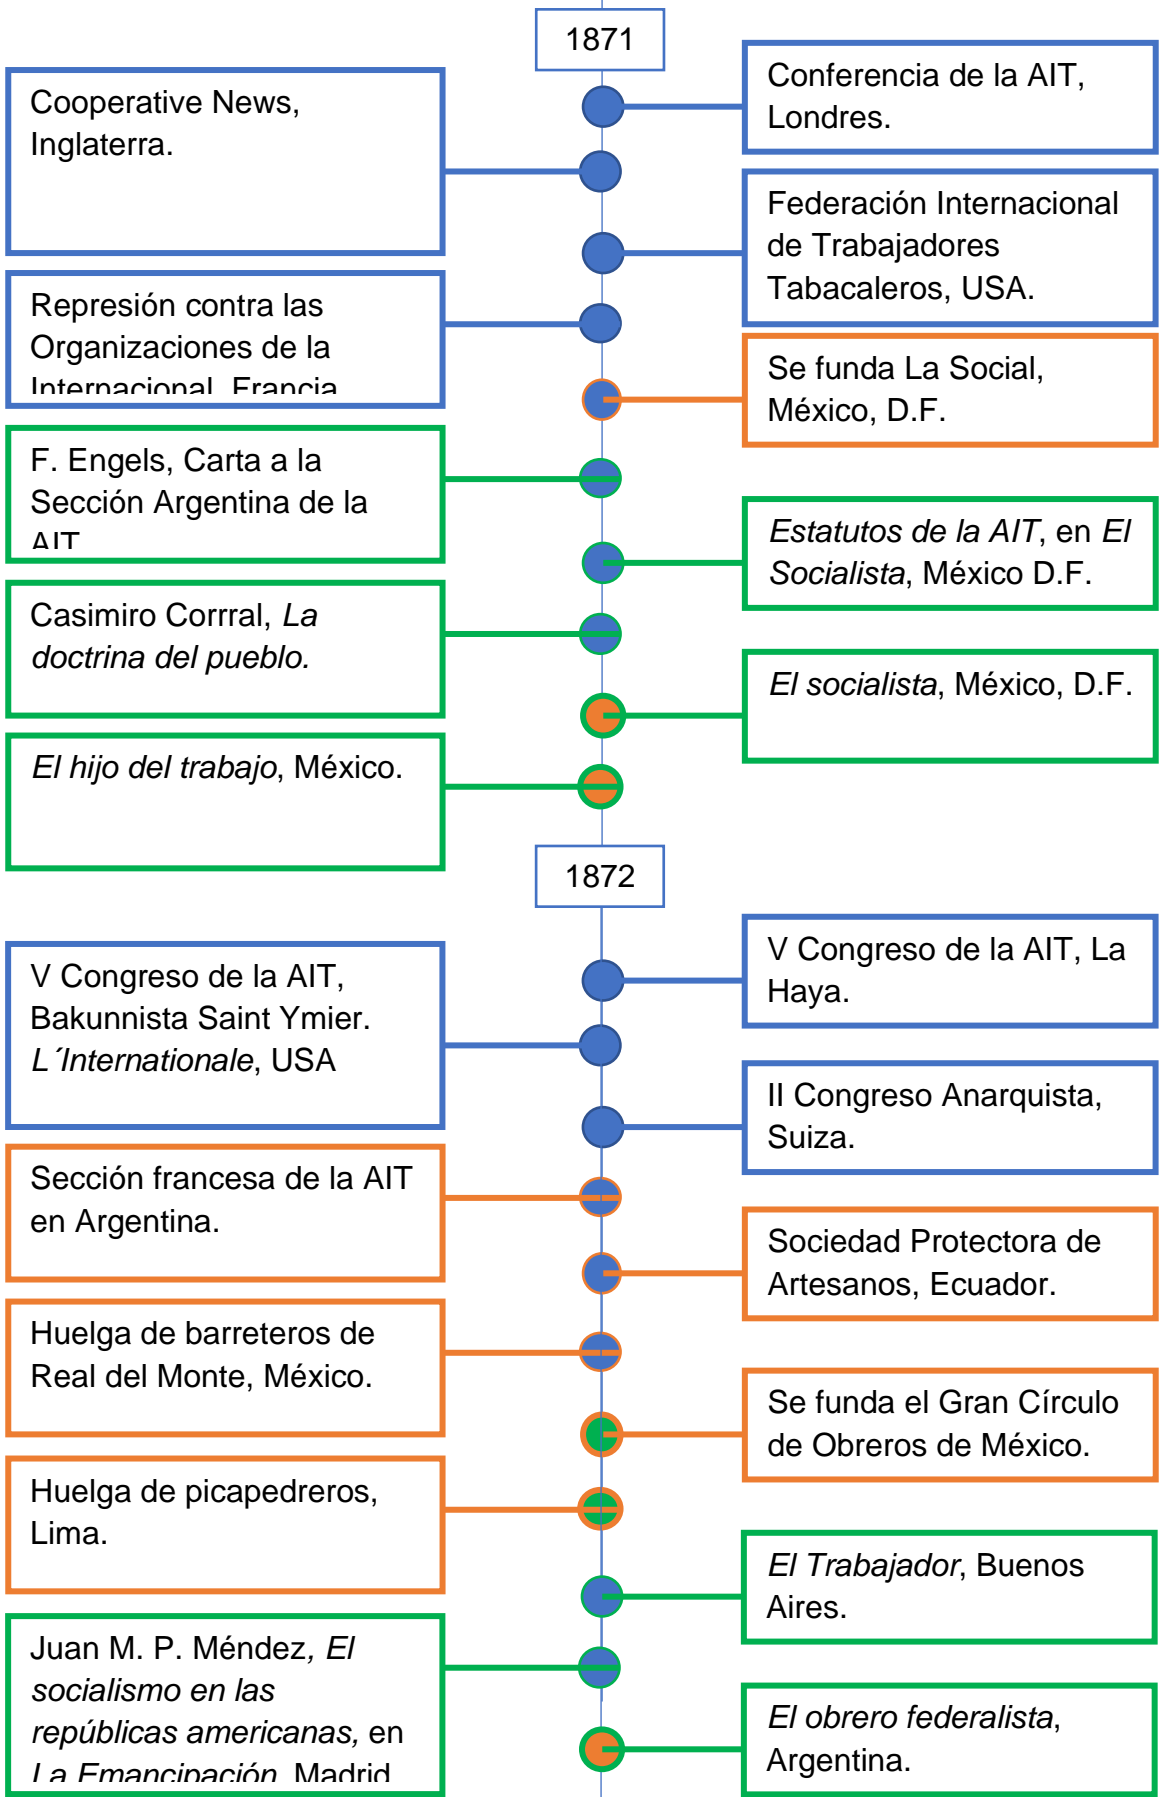 1871
Cooperative News,
Inglaterra.
Conferencia de la AIT,
Londres.
Federación Internacional
de Trabajadores
Tabacaleros, USA.
Represión contra las
Organizaciones de la
Internacional, Francia
Se funda La Social,
México, D.F.
F. Engels, Carta a la
Sección Argentina de la
AIT
Estatutos de la AIT, en El
Socialista, México D.F.
Casimiro Corrral, La
doctrina del pueblo.
El socialista, México, D.F.
El hijo del trabajo, México.
1872
V Congreso de la AIT, La
Haya.
V Congreso de la AIT,
Bakunnista Saint Ymier.
L´Internationale, USA
II Congreso Anarquista,
Suiza.
Sección francesa de la AIT
en Argentina.
Sociedad Protectora de
Artesanos, Ecuador.
Huelga de barreteros de
Real del Monte, México.
Se funda el Gran Círculo
de Obreros de México.
Huelga de picapedreros,
Lima.
El Trabajador, Buenos
Aires.
Juan M. P. Méndez, El
socialismo en las
repúblicas americanas, en
La Emancipación, Madrid
El obrero federalista,
Argentina.